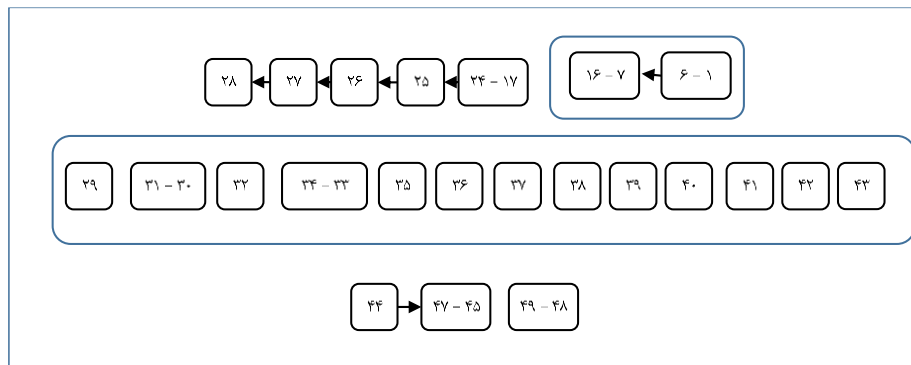 ۱ – ۶ ۷ – ۱۶ ۱۷ – ۲۴ ۲۵ ۲۶ ۲۷ ۲۸
۴۳ ۴۲ ۴۱ ۴۰ ۳۹ ۳۸ ۳۷ ۳۶ ۳۵ ۳۳ – ۳۴ ۳۲ ۳۰ – ۳۱ ۲۹
۴۸ – ۴۹ ۴۵ – ۴۷ ۴۴